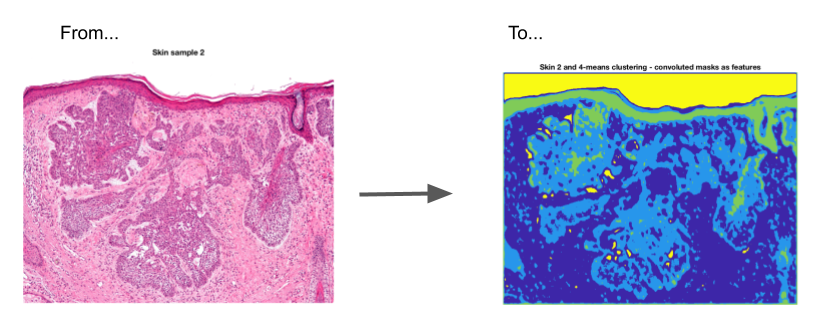 From...
To...
Skin sample 2
Skin 2 and 4-means clustering - convoluted masks as features